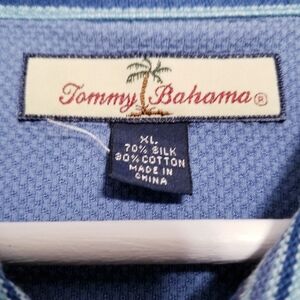 Tommy Bahama®
XL
70% SILK
30% COTTON
MADE IN
CHINA